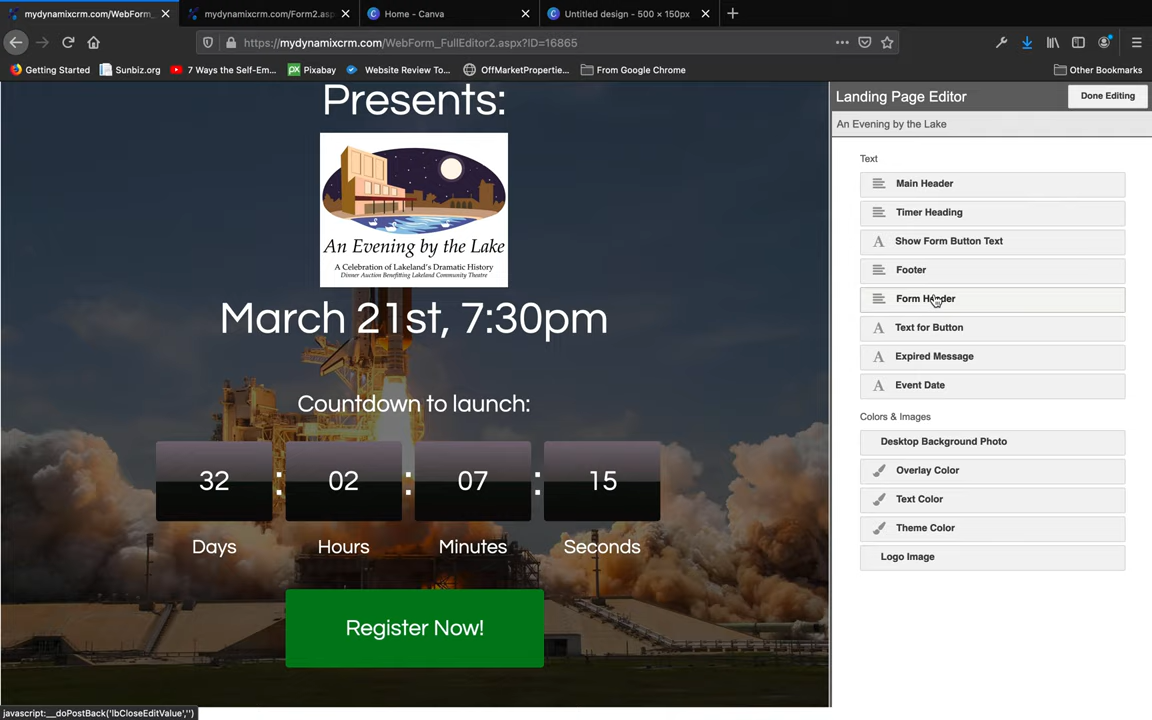 mydynamixcrm.com/WebForm_
mydynamixcrm.com/Form2.asp
Home - Canva
Untitled design - 500 × 150px
https://mydynamixcrm.com/WebForm_FullEditor2.aspx?ID=16865
Getting Started
Sunbiz.org
7 Ways the Self-Em...
Pixabay
Website Review To...
OffMarketPropertie...
From Google Chrome
Other Bookmarks
Presents:
An Evening by the Lake
A Celebration of Lakeland's Dramatic History
Dinner Auction Benefitting Lakeland Community Theatre
March 21st, 7:30pm
Countdown to launch:
32 : 02 : 07 : 15
Days Hours Minutes Seconds
Register Now!
javascript:__doPostBack('lbCloseEditValue','')
Landing Page Editor
Done Editing
An Evening by the Lake
Text
Main Header
Timer Heading
Show Form Button Text
Footer
Form Header
Text for Button
Expired Message
Event Date
Colors & Images
Desktop Background Photo
Overlay Color
Text Color
Theme Color
Logo Image